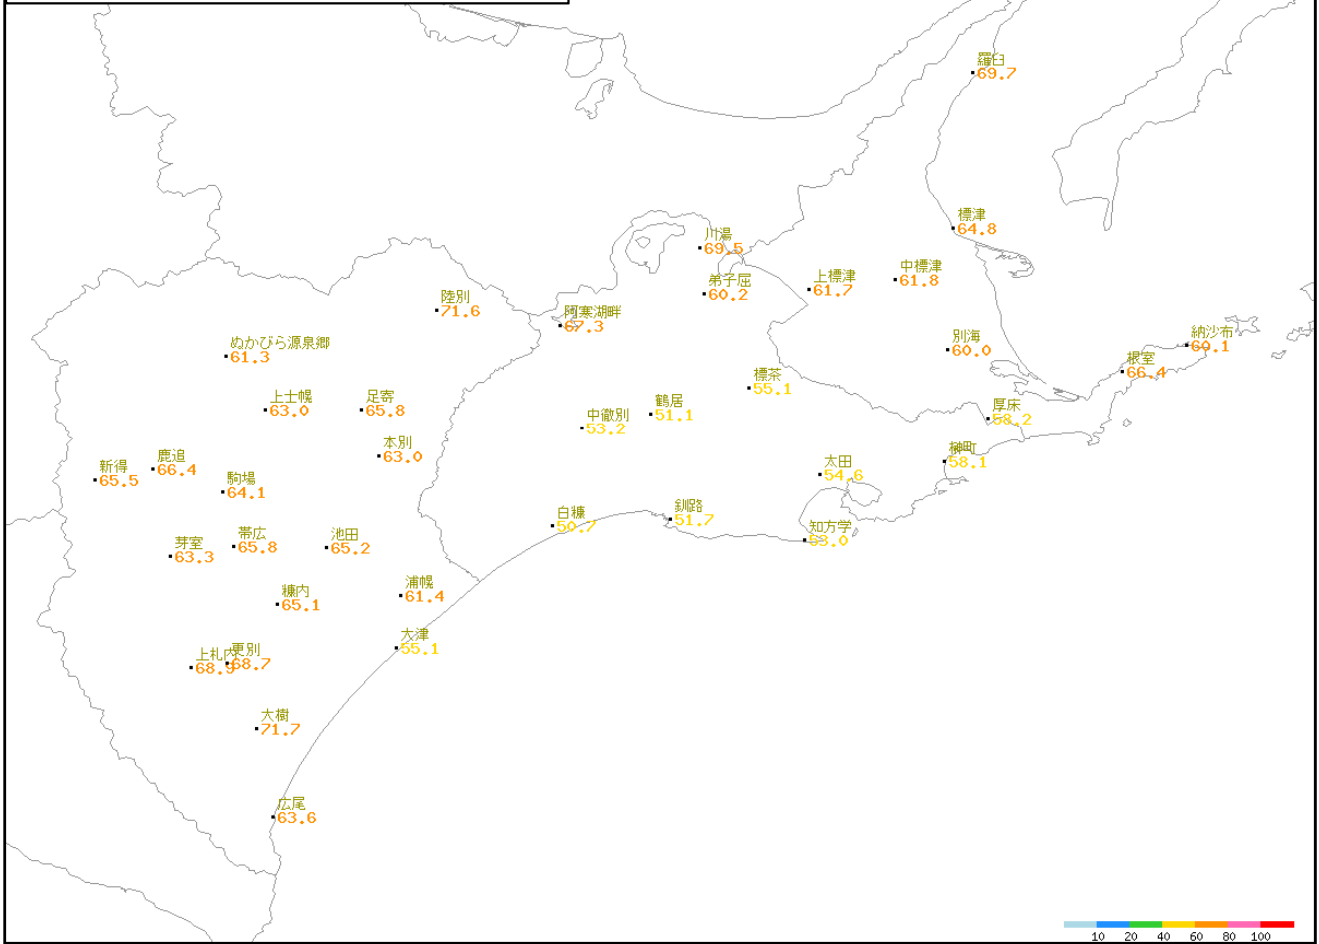 羅臼
69.7
標津
64.8
川湯
69.5
中標津
61.8
上標津
61.7
弟子屈
60.2
陸別
71.6
阿寒湖畔
67.3
納沙布
60.1
別海
60.0
ぬかびら源泉郷
61.3
根室
66.4
標茶
55.1
上士幌
63.0
足寄
65.8
鶴居
51.1
厚床
58.2
中徹別
53.2
本別
63.0
榊町
58.1
鹿追
66.4
太田
54.6
新得
65.5
駒場
64.1
釧路
51.7
白糠
50.7
知方学
53.0
帯広
65.8
池田
65.2
芽室
63.3
浦幌
61.4
糠内
65.1
大津
55.1
更別
68.7
上札内
68.9
大樹
71.7
広尾
63.6
10 20 40 60 80 100